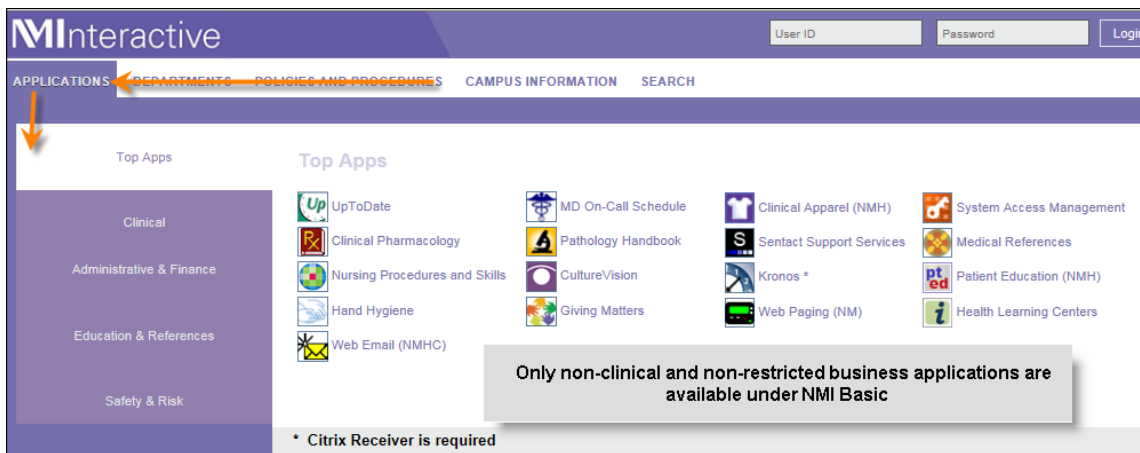 NMInteractive
User ID
Password
Login
APPLICATIONS DEPARTMENTS POLICIES AND PROCEDURES CAMPUS INFORMATION SEARCH
Top Apps
Clinical
Administrative & Finance
Education & References
Safety & Risk
Top Apps
Up UpToDate
MD On-Call Schedule
Clinical Apparel (NMH)
System Access Management
Rx Clinical Pharmacology
Pathology Handbook
S Sentact Support Services
Medical References
Nursing Procedures and Skills
CultureVision
Kronos *
pt ed Patient Education (NMH)
Hand Hygiene
Giving Matters
Web Paging (NM)
i Health Learning Centers
Web Email (NMHC)
Only non-clinical and non-restricted business applications are
available under NMI Basic
* Citrix Receiver is required